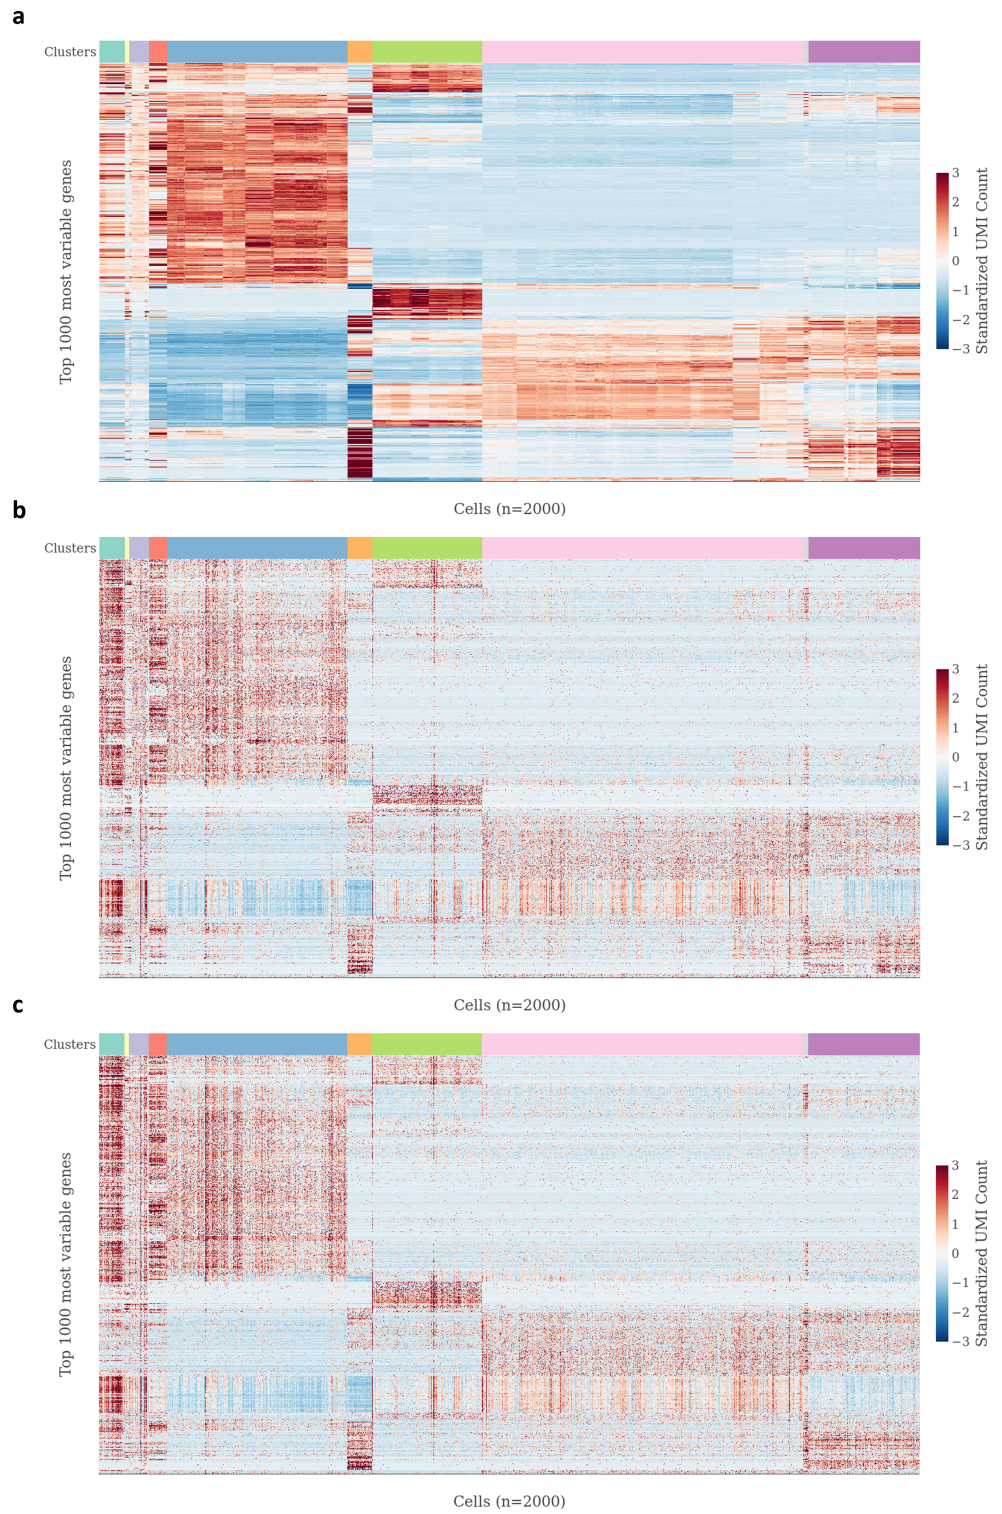 a
Clusters
Top 1000 most variable genes
3
2
1
0
−1
−2
−3
Standardized UMI Count
Cells (n=2000)
b
Clusters
Top 1000 most variable genes
3
2
1
0
−1
−2
−3
Standardized UMI Count
Cells (n=2000)
c
Clusters
Top 1000 most variable genes
3
2
1
0
−1
−2
−3
Standardized UMI Count
Cells (n=2000)